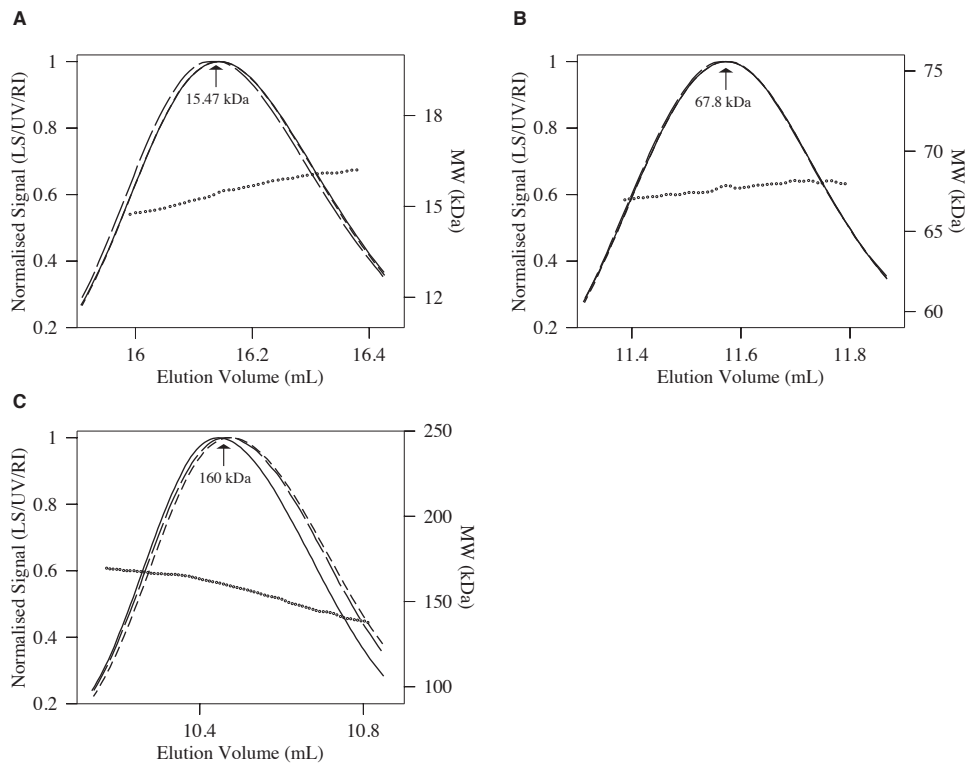 A
Normalised Signal (LS/UV/RI)
1
0.8
0.6
0.4
0.2
15.47 kDa
18
15
12
MW (kDa)
16
16.2
16.4
Elution Volume (mL)
B
Normalised Signal (LS/UV/RI)
1
0.8
0.6
0.4
0.2
67.8 kDa
75
70
65
60
MW (kDa)
11.4
11.6
11.8
Elution Volume (mL)
C
Normalised Signal (LS/UV/RI)
1
0.8
0.6
0.4
0.2
160 kDa
250
200
150
100
MW (kDa)
10.4
10.8
Elution Volume (mL)